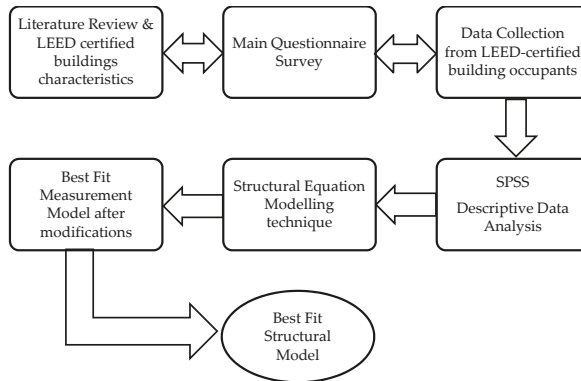 Literature Review &
LEED certified
buildings
characteristics
Main Questionnaire
Survey
Data Collection
from LEED-certified
building occupants
SPSS
Descriptive Data
Analysis
Structural Equation
Modelling
technique
Best Fit
Measurement
Model after
modifications
Best Fit
Structural
Model